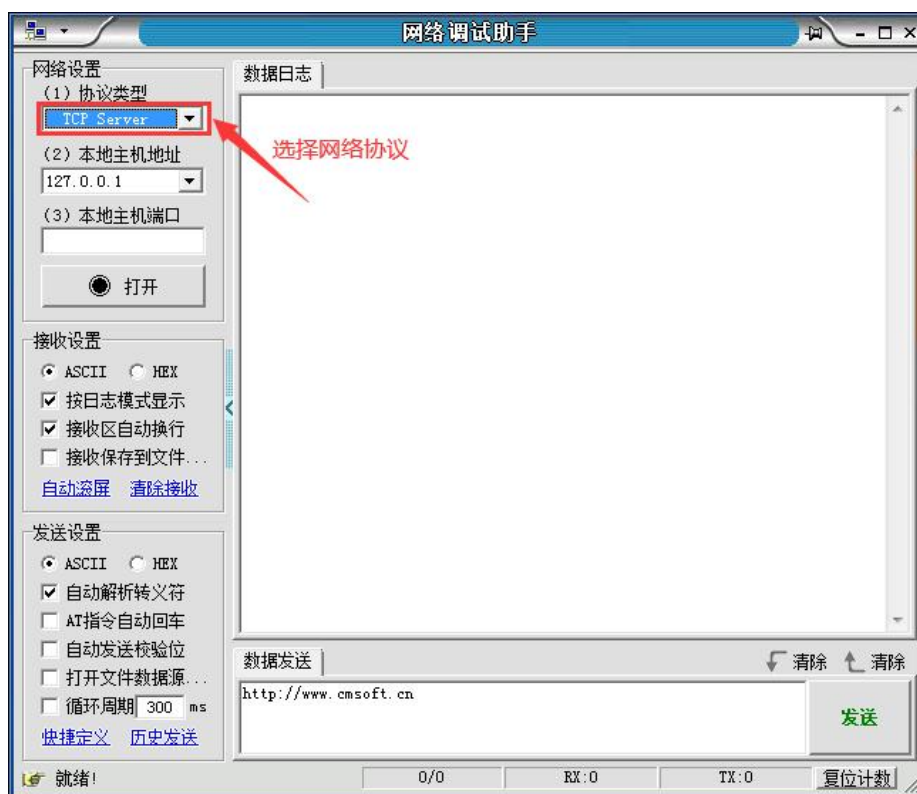 网络调试助手
网络设置
(1) 协议类型
TCP Server
选择网络协议
(2) 本地主机地址
127.0.0.1
(3) 本地主机端口
打开
接收设置
ASCII HEX
按日志模式显示
接收区自动换行
接收保存到文件...
自动滚屏 清除接收
发送设置
ASCII HEX
自动解析转义符
AT指令自动回车
自动发送校验位
打开文件数据源...
循环周期 300 ms
快捷定义 历史发送
数据日志
数据发送
清除 清除
http://www.cmsoft.cn
发送
就绪!
0/0
RX:0
TX:0
复位计数